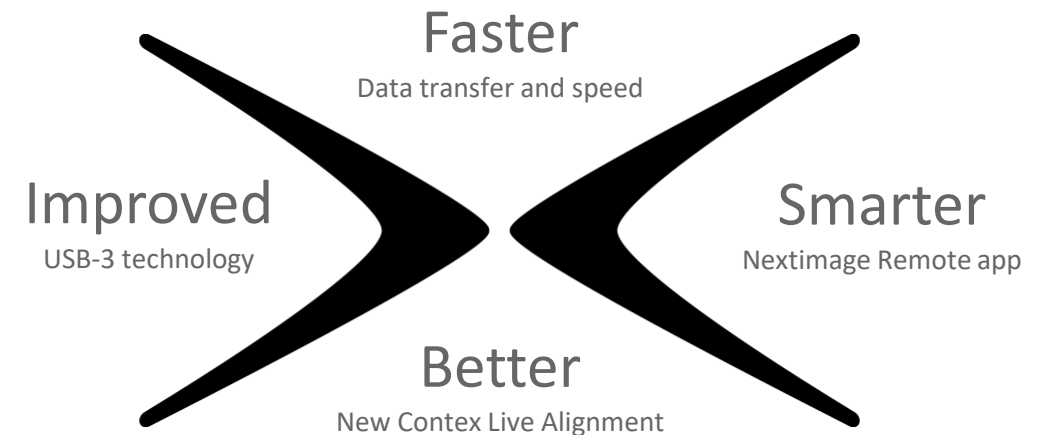 Faster
Data transfer and speed
Improved
USB-3 technology
Smarter
Nextimage Remote app
Better
New Contex Live Alignment